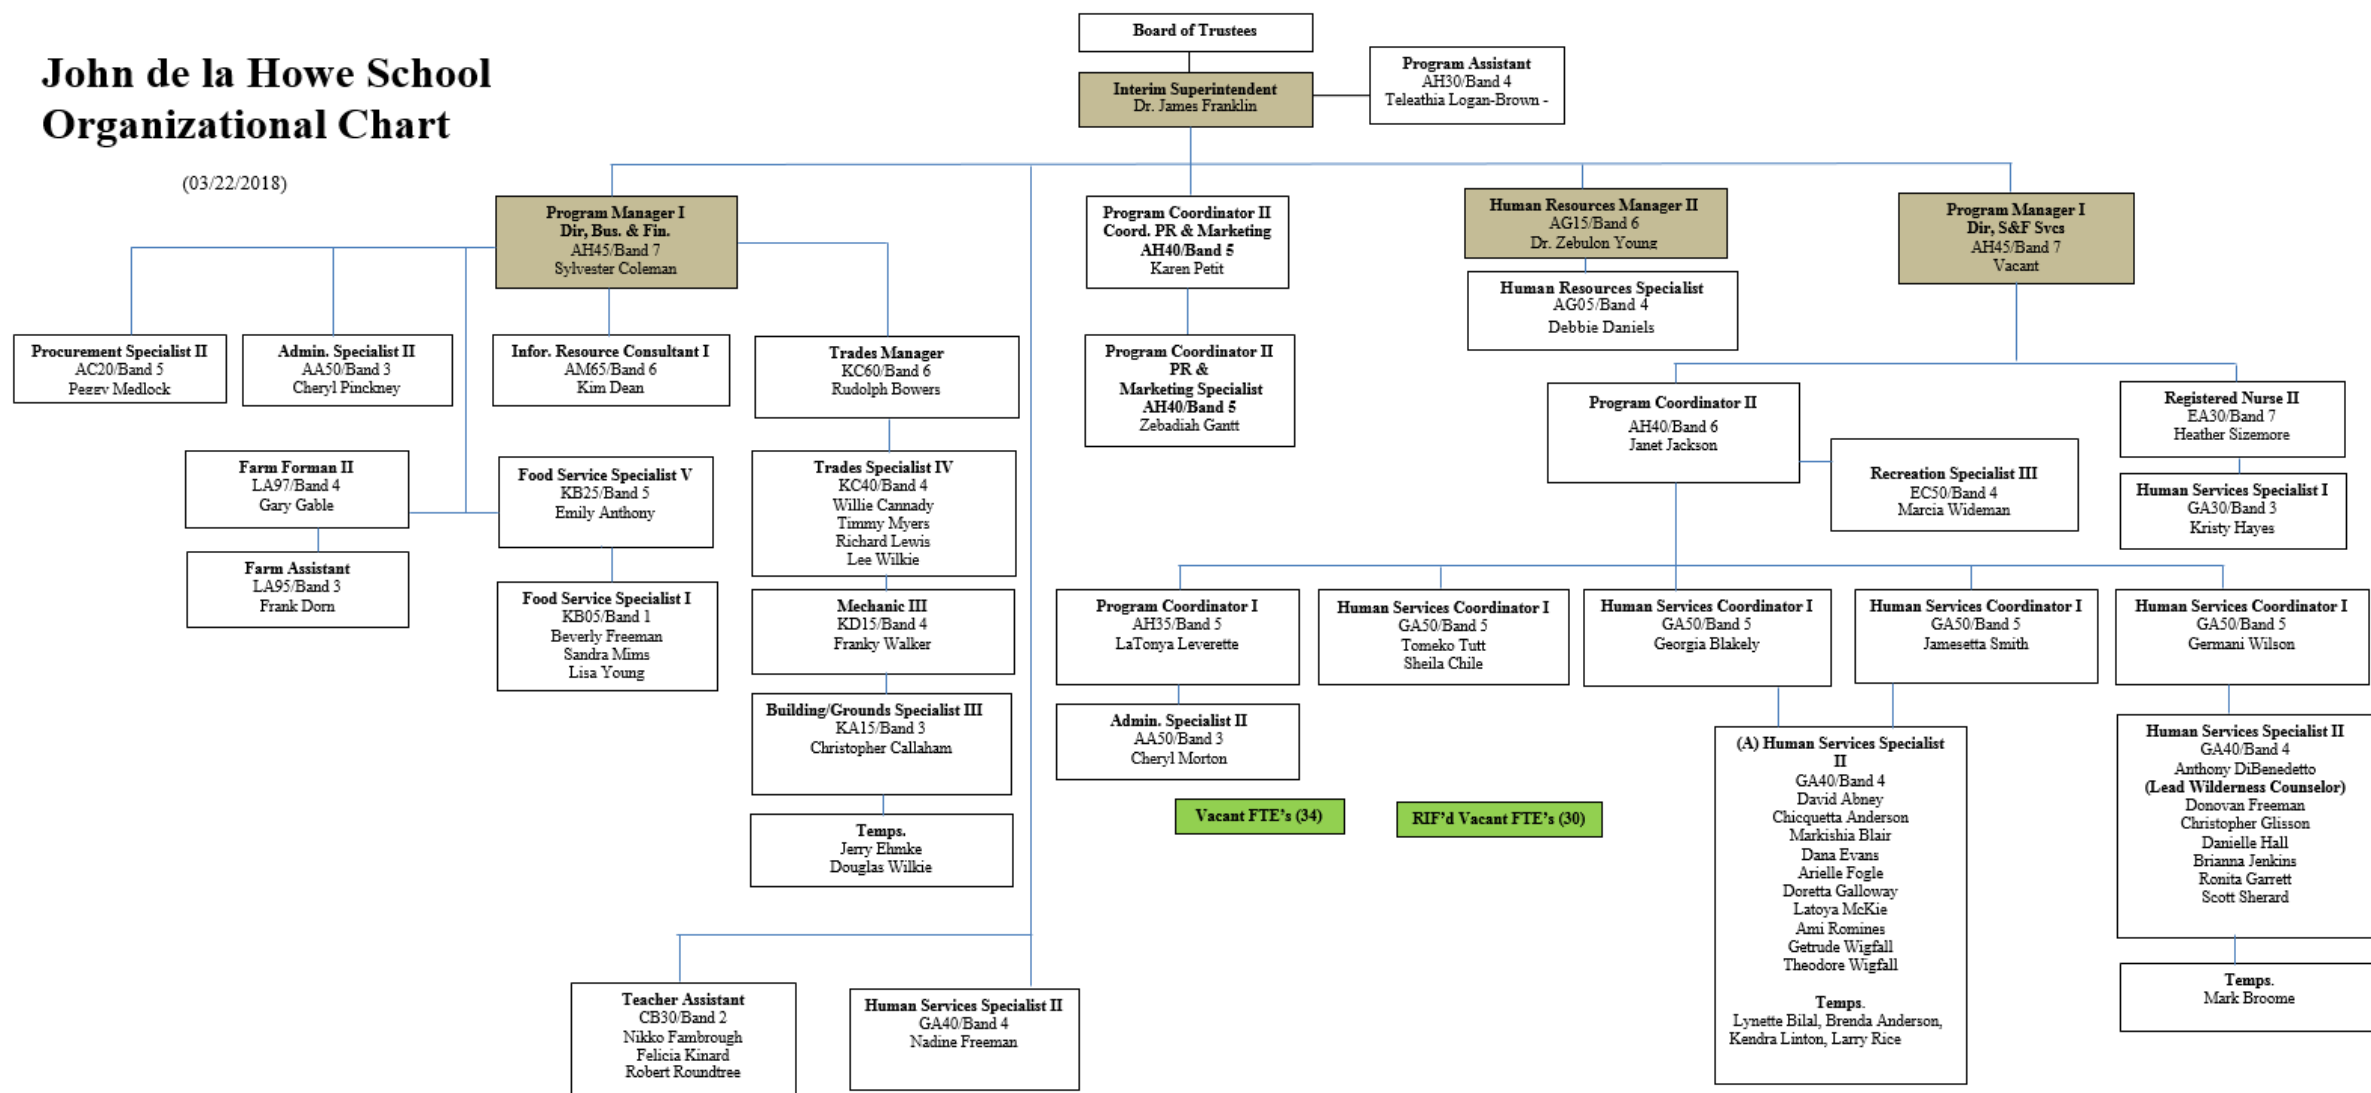 John de la Howe School
Organizational Chart
(03/22/2018)
Board of Trustees
Interim Superintendent
Dr. James Franklin
Program Assistant
AH30/Band 4
Teleathia Logan-Brown -
Program Manager I
Dir, Bus. & Fin.
AH45/Band 7
Sylvester Coleman
Program Coordinator II
Coord. PR & Marketing
AH40/Band 5
Karen Petit
Human Resources Manager II
AG15/Band 6
Dr. Zebulon Young
Program Manager I
Dir, S&F Svcs
AH45/Band 7
Vacant
Human Resources Specialist
AG05/Band 4
Debbie Daniels
Procurement Specialist II
AC20/Band 5
Peggy Medlock
Admin. Specialist II
AA50/Band 3
Cheryl Pinckney
Infor. Resource Consultant I
AM65/Band 6
Kim Dean
Trades Manager
KC60/Band 6
Rudolph Bowers
Program Coordinator II
PR &
Marketing Specialist
AH40/Band 5
Zebadiah Gantt
Program Coordinator II
AH40/Band 6
Janet Jackson
Registered Nurse II
EA30/Band 7
Heather Sizemore
Recreation Specialist III
EC50/Band 4
Marcia Wideman
Human Services Specialist I
GA30/Band 3
Kristy Hayes
Farm Forman II
LA97/Band 4
Gary Gable
Food Service Specialist V
KB25/Band 5
Emily Anthony
Trades Specialist IV
KC40/Band 4
Willie Cannady
Timmy Myers
Richard Lewis
Lee Wilkie
Farm Assistant
LA95/Band 3
Frank Dorn
Food Service Specialist I
KB05/Band 1
Beverly Freeman
Sandra Mims
Lisa Young
Mechanic III
KD15/Band 4
Franky Walker
Program Coordinator I
AH35/Band 5
LaTonya Leverette
Human Services Coordinator I
GA50/Band 5
Tomeko Tutt
Sheila Chile
Human Services Coordinator I
GA50/Band 5
Georgia Blakely
Human Services Coordinator I
GA50/Band 5
Jamesetta Smith
Human Services Coordinator I
GA50/Band 5
Germani Wilson
Building/Grounds Specialist III
KA15/Band 3
Christopher Callaham
Admin. Specialist II
AA50/Band 3
Cheryl Morton
(A) Human Services Specialist
II
GA40/Band 4
David Abney
Chicquetta Anderson
Markishia Blair
Dana Evans
Arielle Fogle
Doretta Galloway
Latoya McKie
Ami Romines
Getrude Wigfall
Theodore Wigfall
Temps.
Lynette Bilal, Brenda Anderson,
Kendra Linton, Larry Rice
Human Services Specialist II
GA40/Band 4
Anthony DiBenedetto
(Lead Wilderness Counselor)
Donovan Freeman
Christopher Glisson
Danielle Hall
Brianna Jenkins
Ronita Garrett
Scott Sherard
Vacant FTE's (34)
RIF'd Vacant FTE's (30)
Temps.
Jerry Ehmke
Douglas Wilkie
Temps.
Mark Broome
Teacher Assistant
CB30/Band 2
Nikko Fambrough
Felicia Kinard
Robert Roundtree
Human Services Specialist II
GA40/Band 4
Nadine Freeman